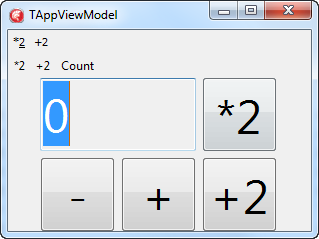 TAppViewModel
*2 +2
*2 +2 Count
0 *2
- + +2